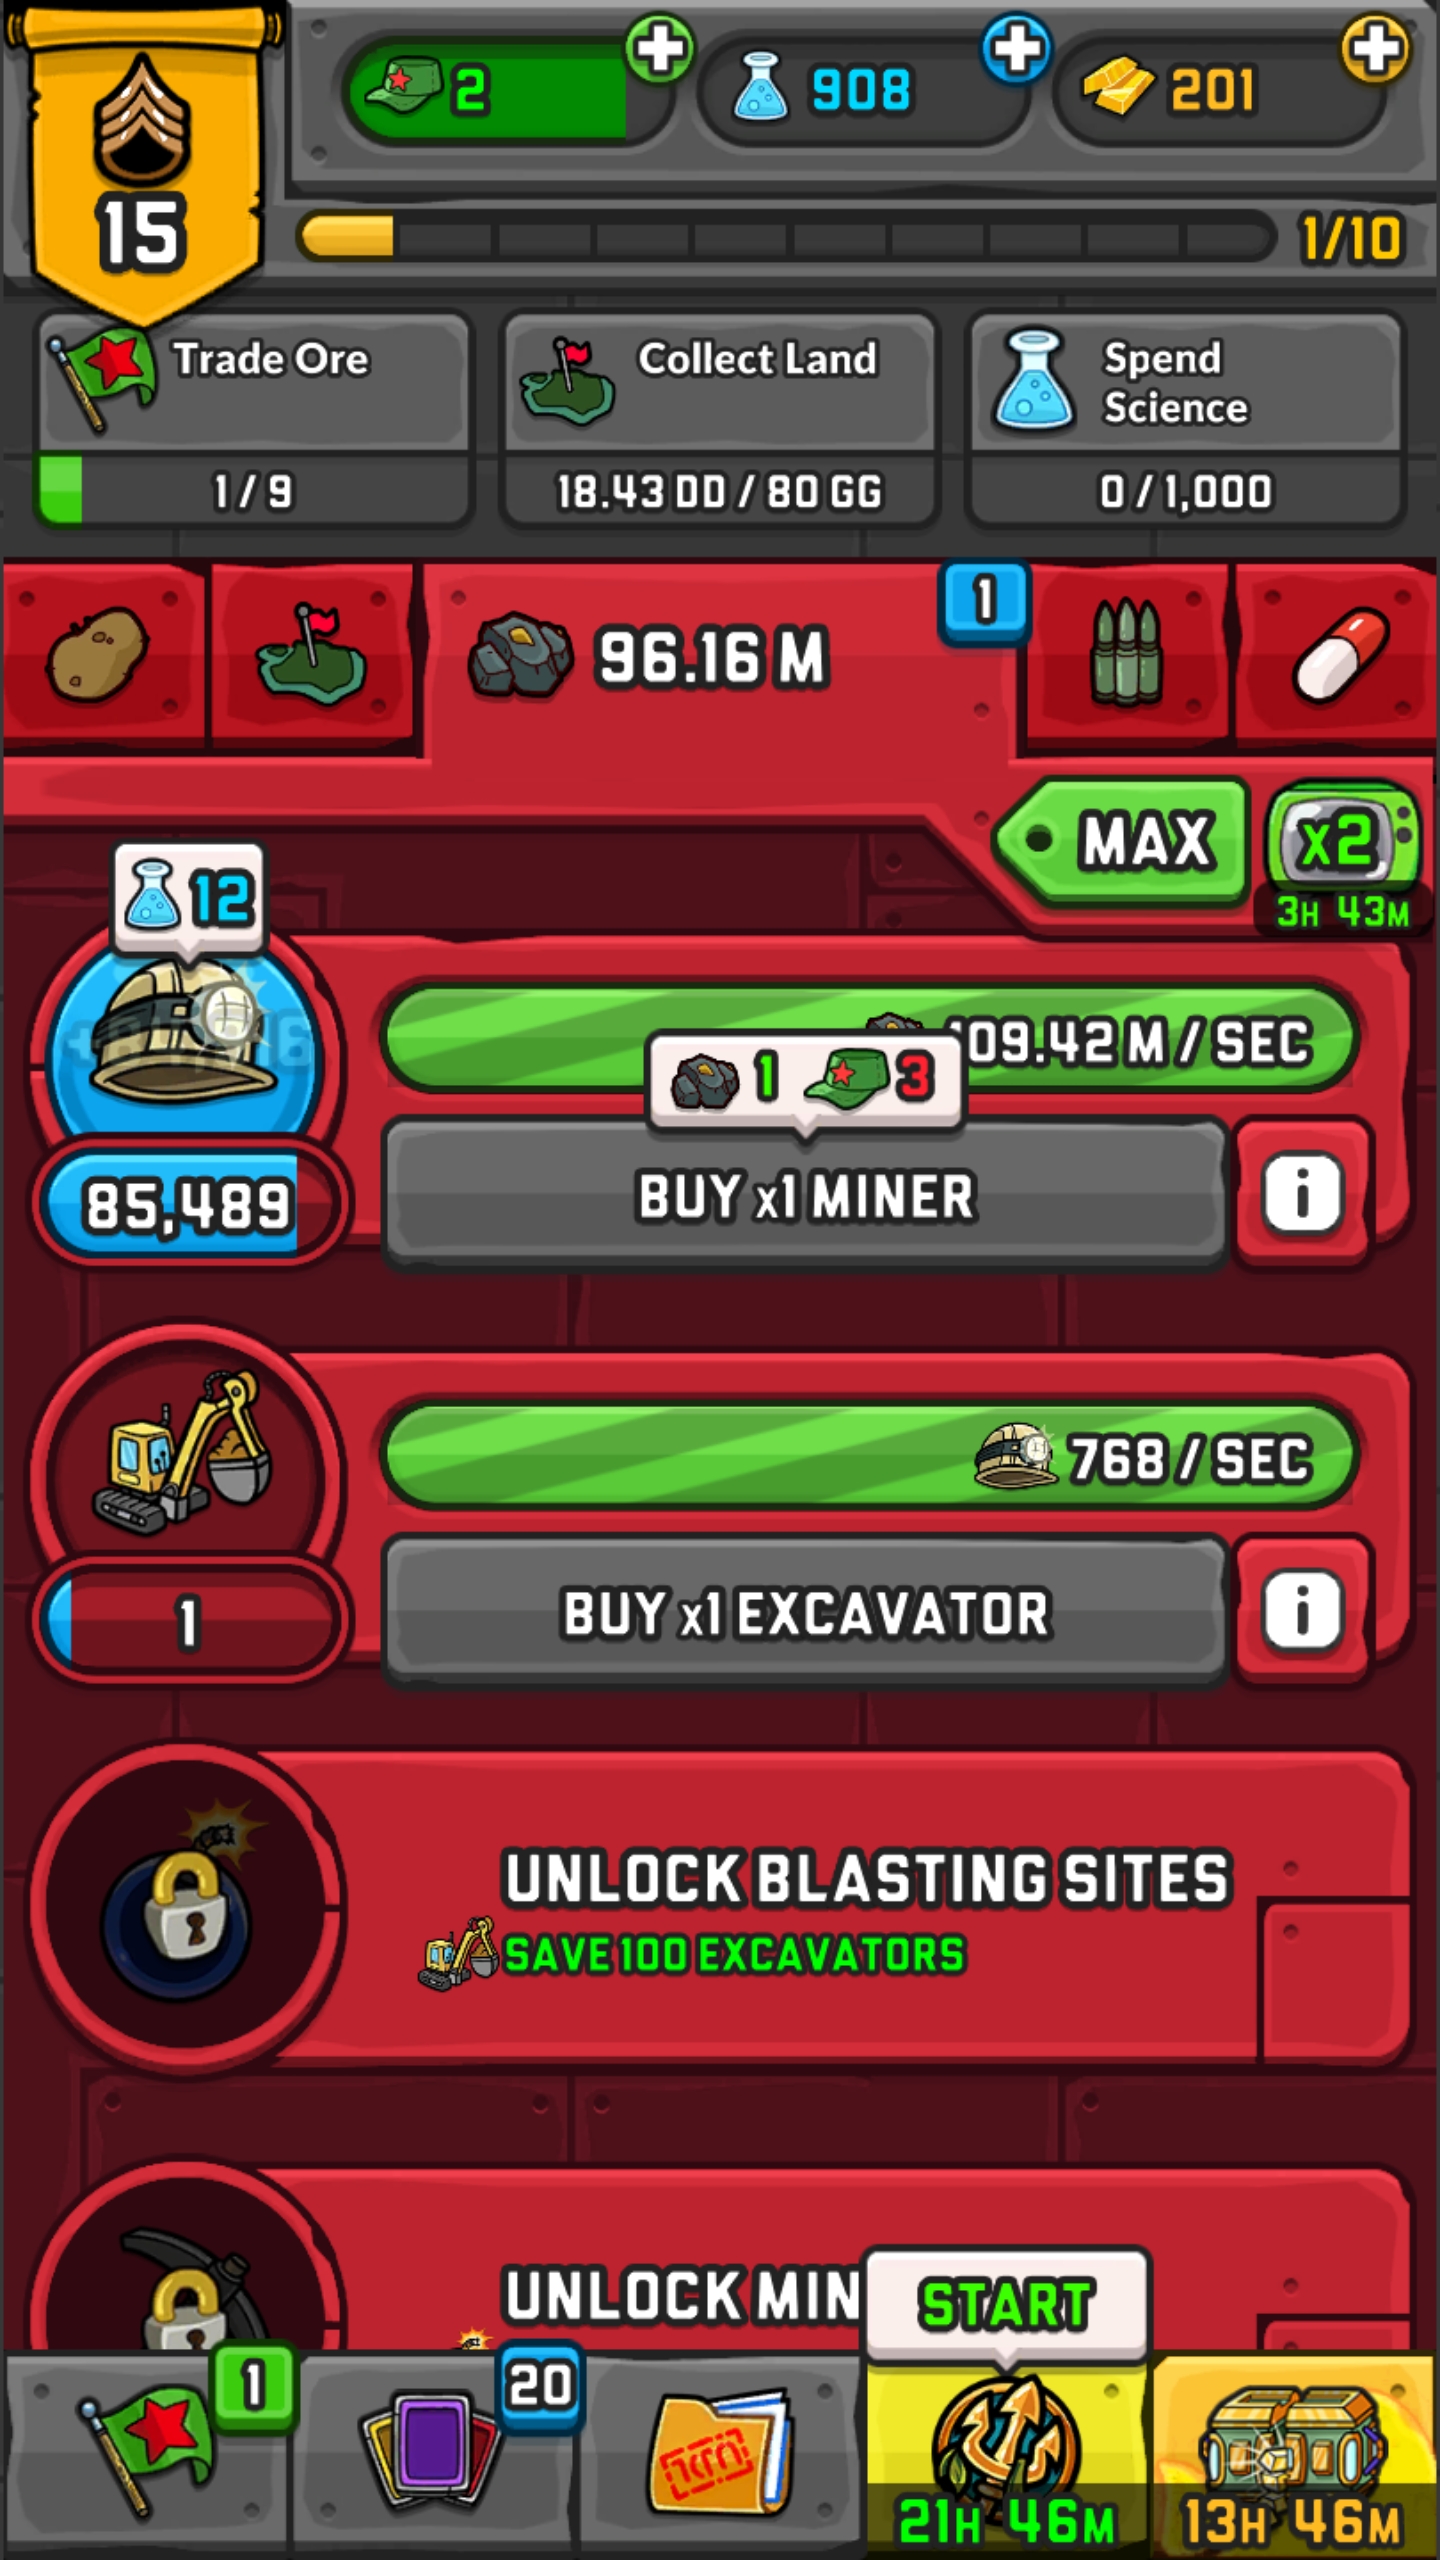 2
908
201
15
1/10
Trade Ore
Collect Land
Spend
Science
1 / 9
18.43 DD / 80 GG
0 / 1,000
96.16 M
1
MAX
x2
3H 43M
12
09.42 M / SEC
1 3
85,489
BUY x1 MINER
i
768 / SEC
1
BUY x1 EXCAVATOR
i
UNLOCK BLASTING SITES
SAVE 100 EXCAVATORS
UNLOCK MIN
START
1
20
21H 46M
13H 46M